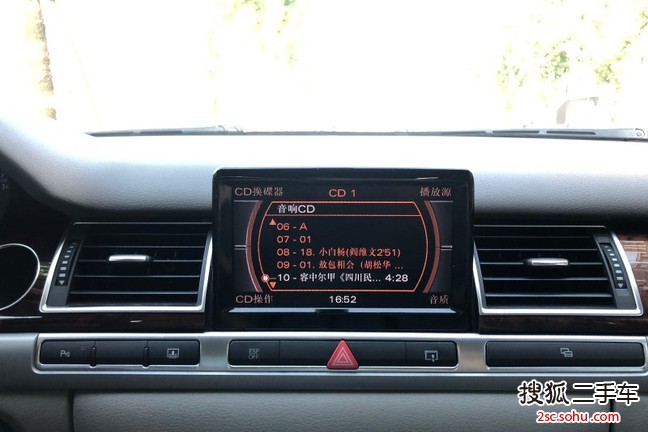 CD换碟器 CD 1 播放源
音响CD
06 - A
07 - 01
08 - 18. 小白杨(阎维文2'51)
09 - 01. 敖包相会 (胡松华 ...
10 - 容中尔甲《四川民... 4:28
CD操作 16:52 音质
P
OFF
搜狐 二手车
2sc.sohu.com